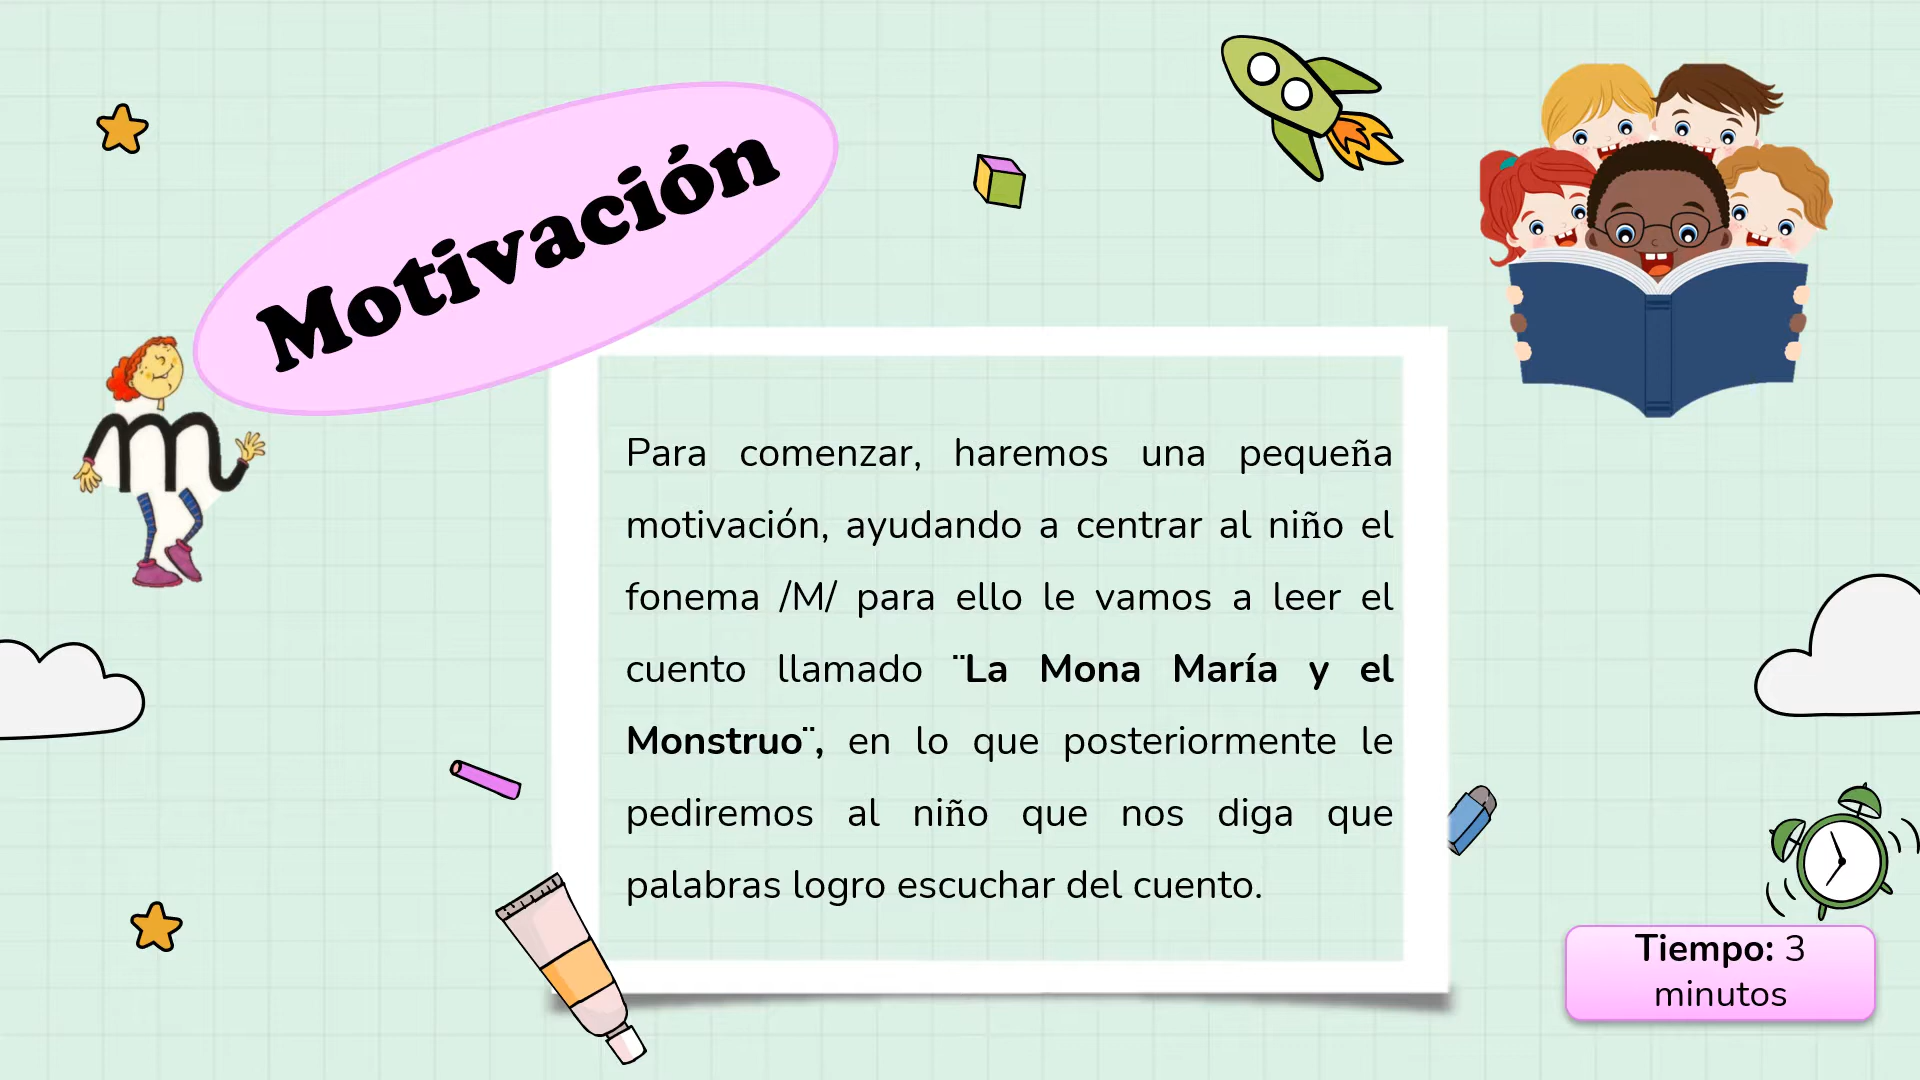 Motivación
Para comenzar, haremos una pequeña
motivación, ayudando a centrar al niño el
fonema /M/ para ello le vamos a leer el
cuento llamado ¨La Mona María y el
Monstruo¨, en lo que posteriormente le
pediremos al niño que nos diga que
palabras logro escuchar del cuento.
m
Tiempo: 3
minutos